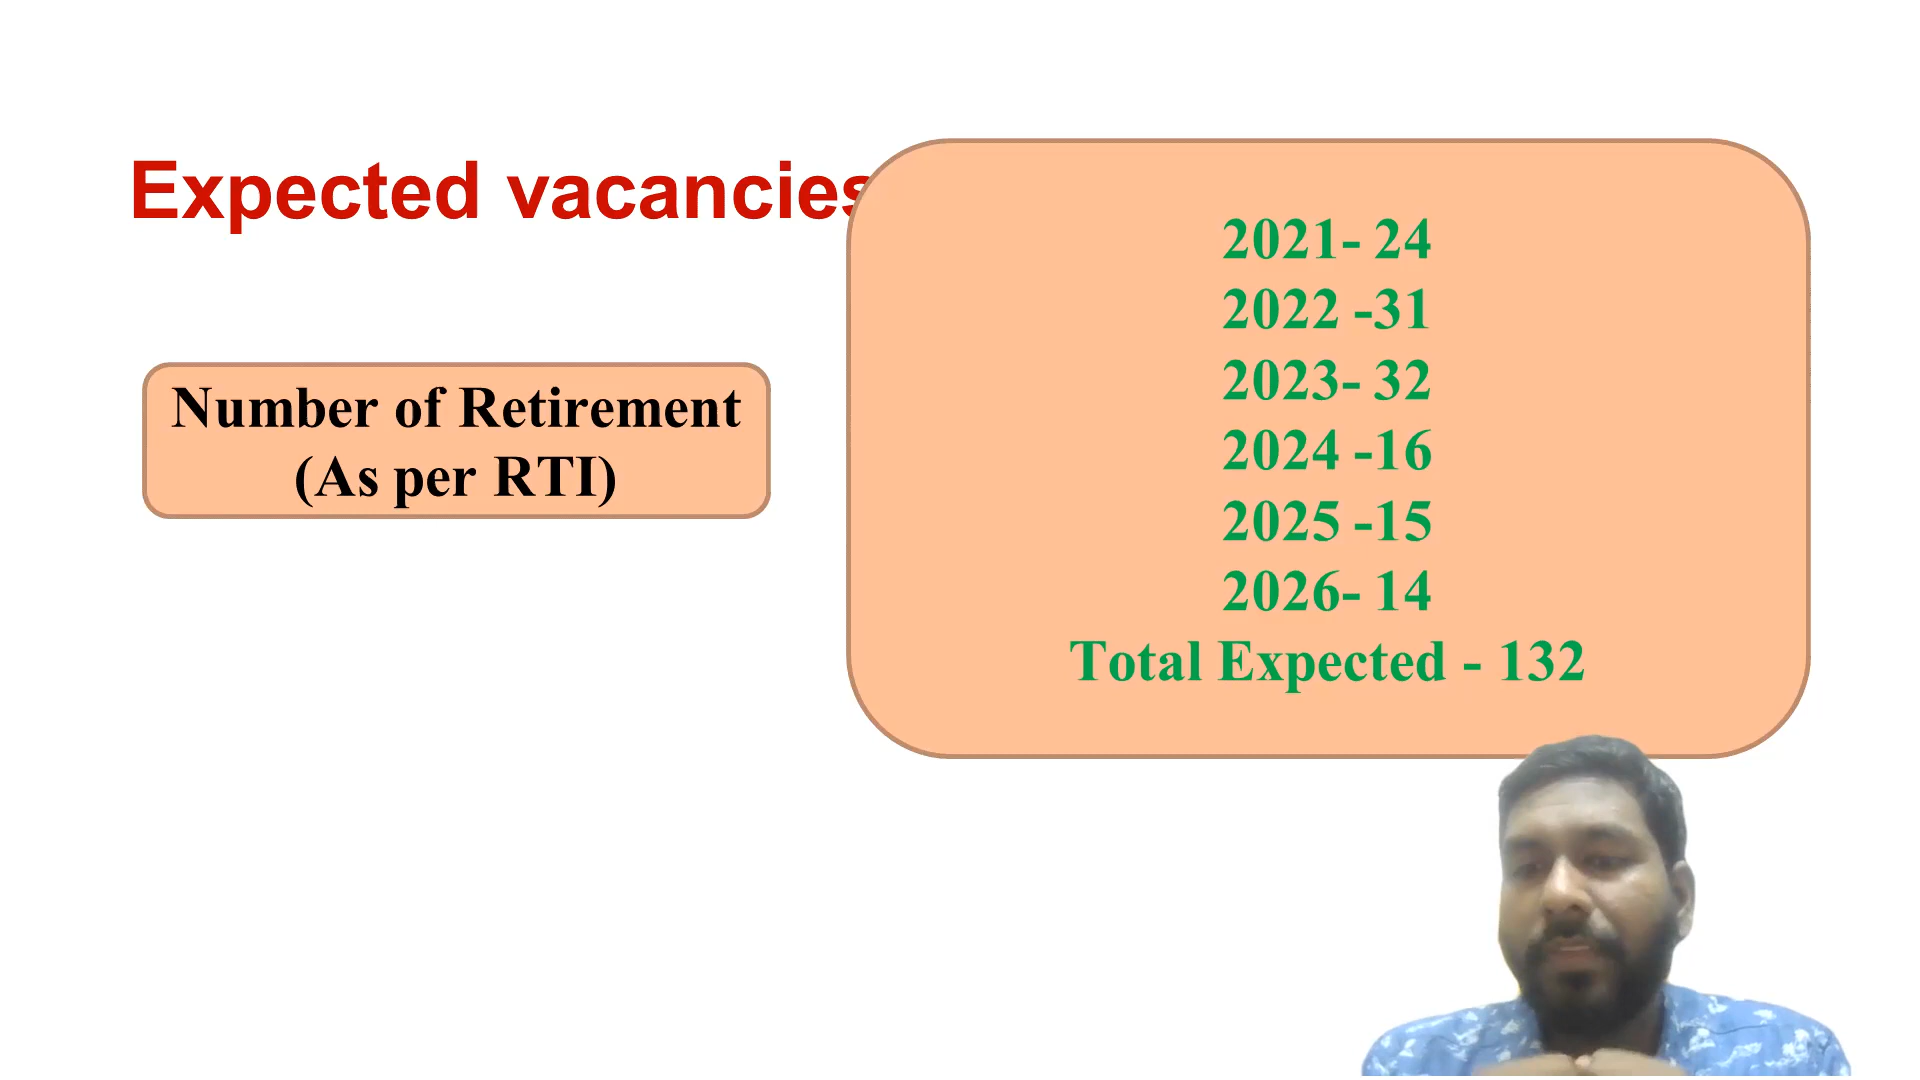 Expected vacancies
Number of Retirement
(As per RTI)
2021- 24
2022 -31
2023- 32
2024 -16
2025 -15
2026- 14
Total Expected - 132